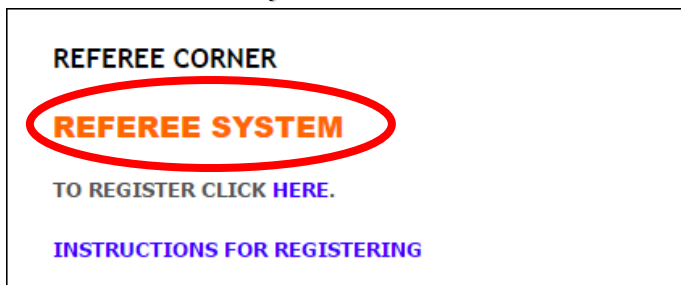 REFEREE CORNER
REFEREE SYSTEM
TO REGISTER CLICK HERE.
INSTRUCTIONS FOR REGISTERING